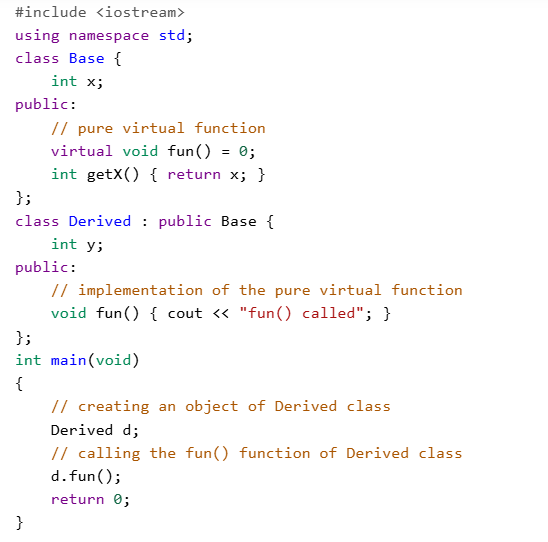 #include <iostream>
using namespace std;
class Base {
    int x;
public:
    // pure virtual function
    virtual void fun() = 0;
    int getX() { return x; }
};
class Derived : public Base {
    int y;
public:
    // implementation of the pure virtual function
    void fun() { cout << "fun() called"; }
};
int main(void)
{
    // creating an object of Derived class
    Derived d;
    // calling the fun() function of Derived class
    d.fun();
    return 0;
}